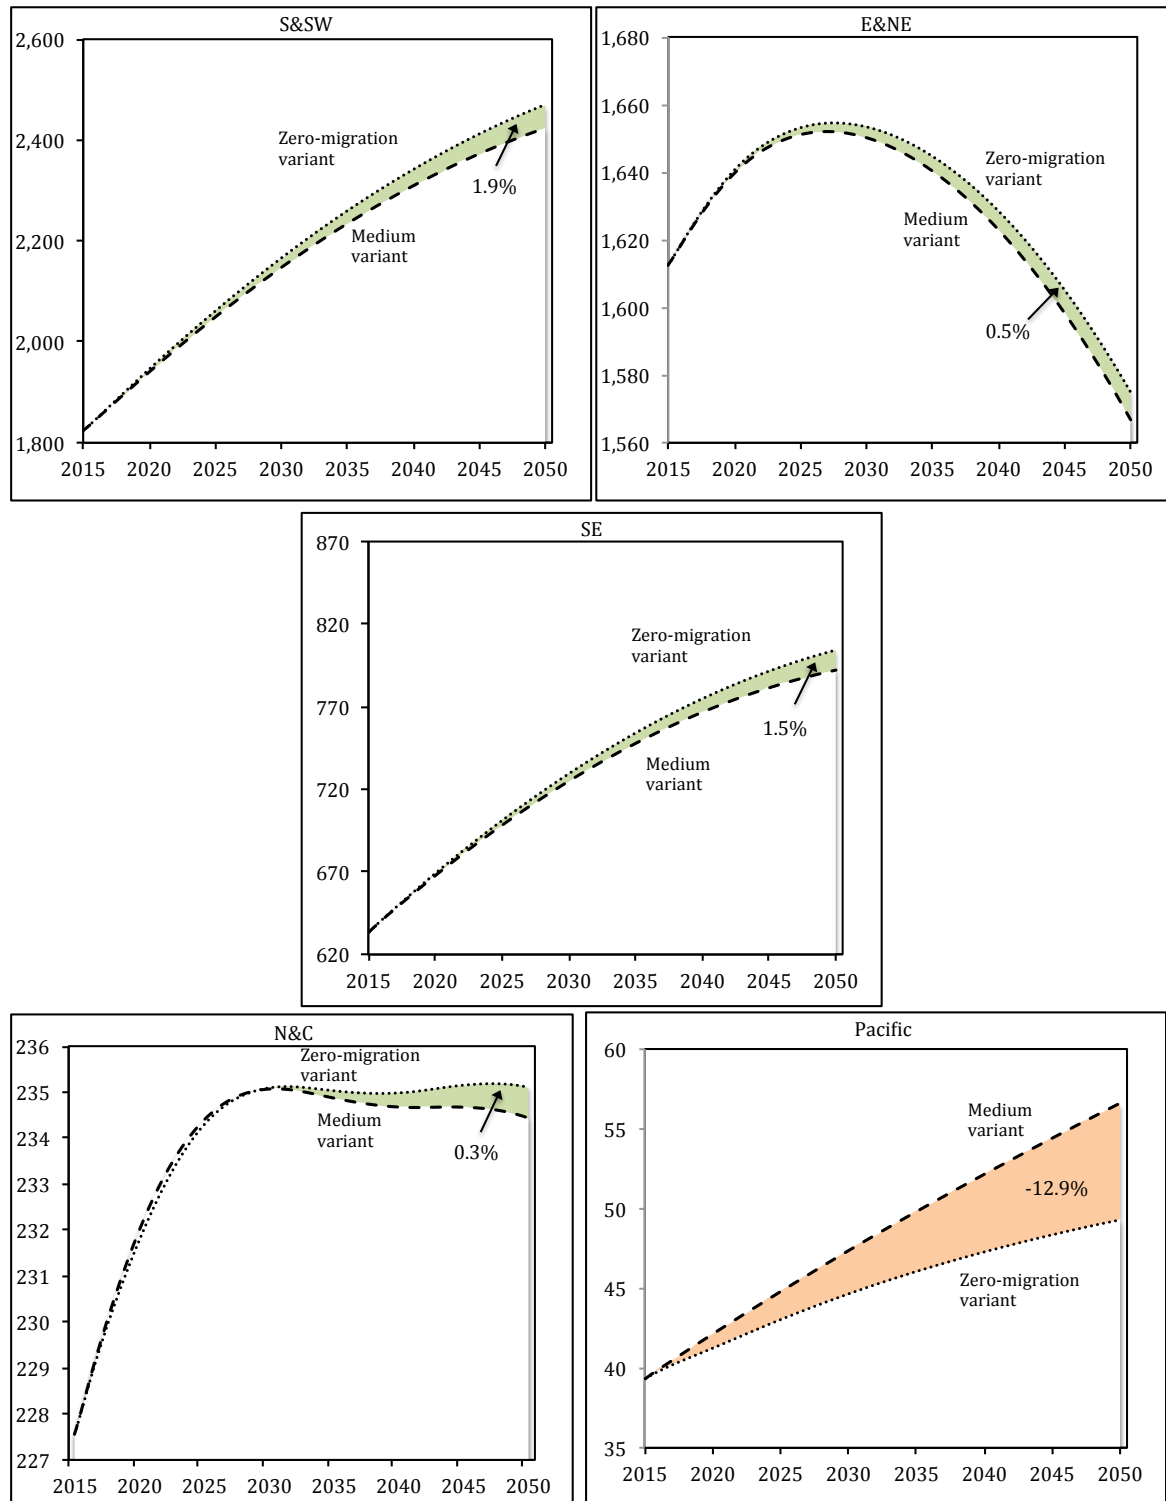 S&SW
2,600
2,400
2,200
2,000
1,800
Zero-migration
variant
1.9%
Medium
variant
2015 2020 2025 2030 2035 2040 2045 2050
E&NE
1,680
1,660
1,640
1,620
1,600
1,580
1,560
Zero-migration
variant
Medium
variant
0.5%
2015 2020 2025 2030 2035 2040 2045 2050
SE
870
820
770
720
670
620
Zero-migration
variant
1.5%
Medium
variant
2015 2020 2025 2030 2035 2040 2045 2050
N&C
236
235
234
233
232
231
230
229
228
227
Zero-migration
variant
Medium
variant
0.3%
2015 2020 2025 2030 2035 2040 2045 2050
Pacific
60
55
50
45
40
35
Medium
variant
-12.9%
Zero-migration
variant
2015 2020 2025 2030 2035 2040 2045 2050